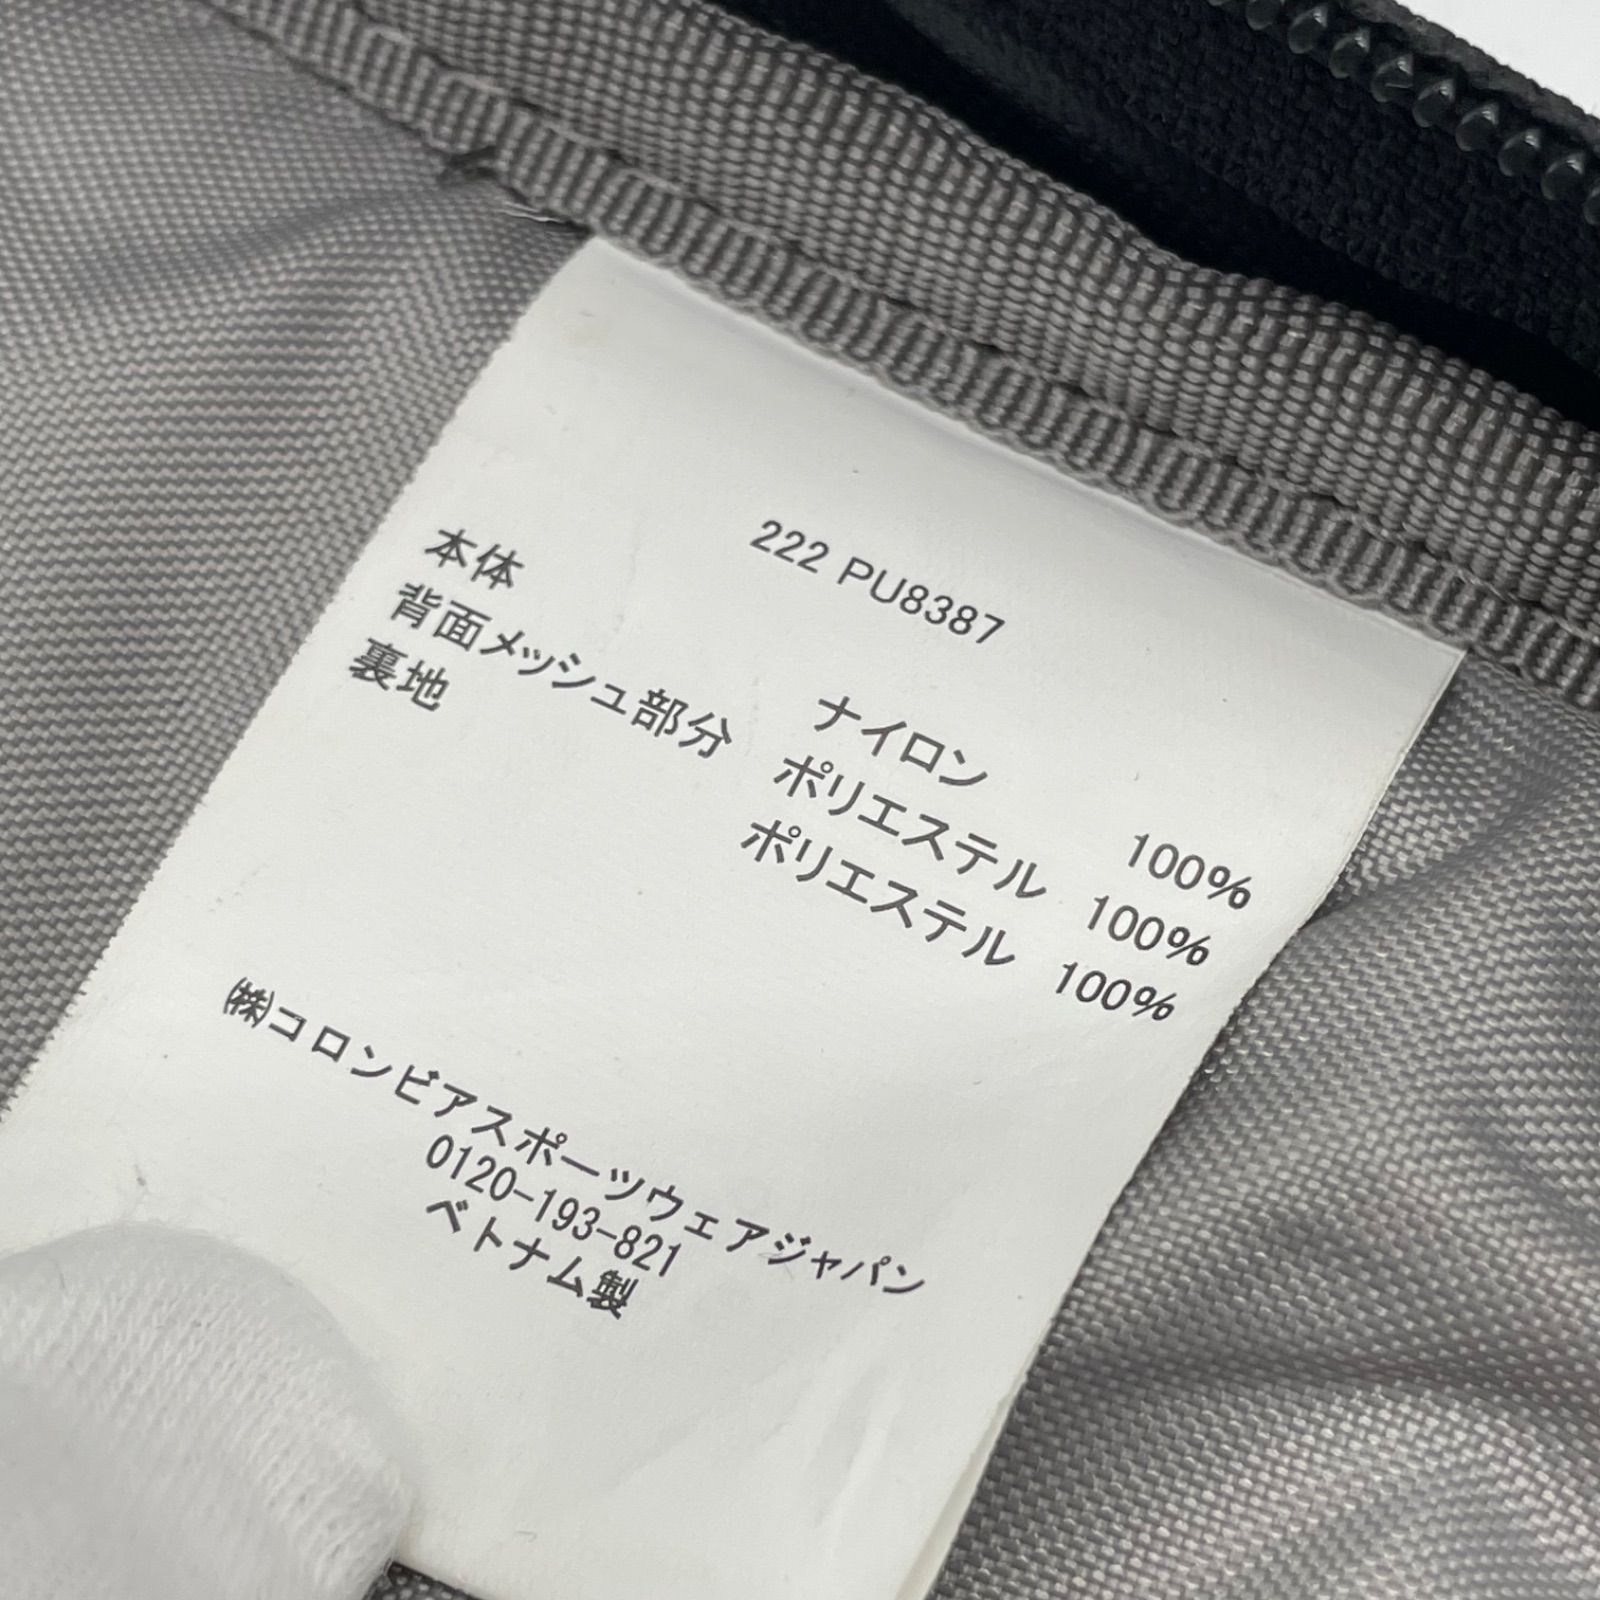 222 PU8387
本体 ナイロン 100%
背面メッシュ部分 ポリエステル 100%
裏地 ポリエステル 100%
㈱コロンビアスポーツウェアジャパン
0120-193-821
ベトナム製